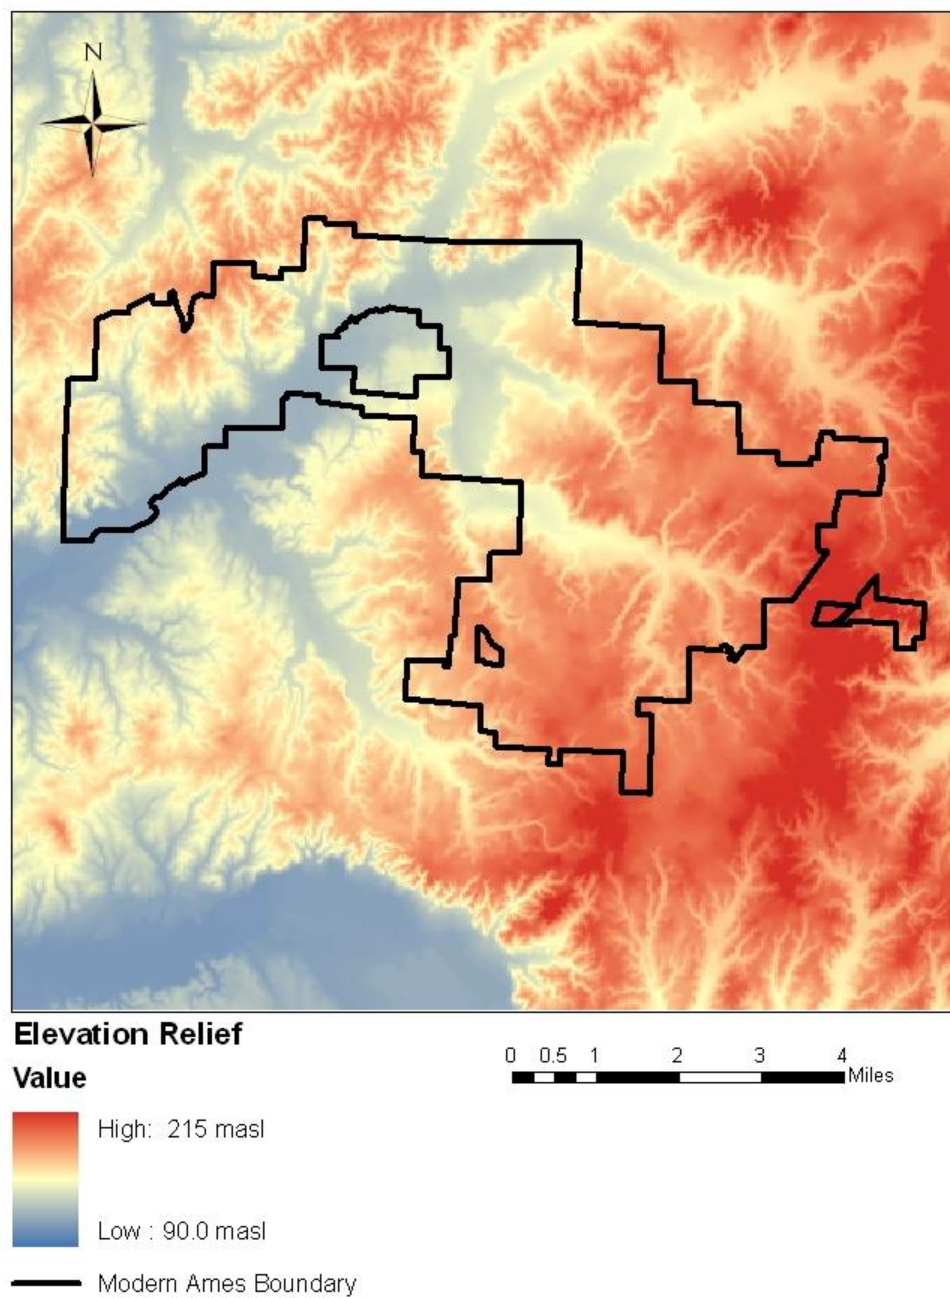 N
Elevation Relief
Value
High: 215 masl
Low : 90.0 masl
Modern Ames Boundary
0 0.5 1 2 3 4
Miles